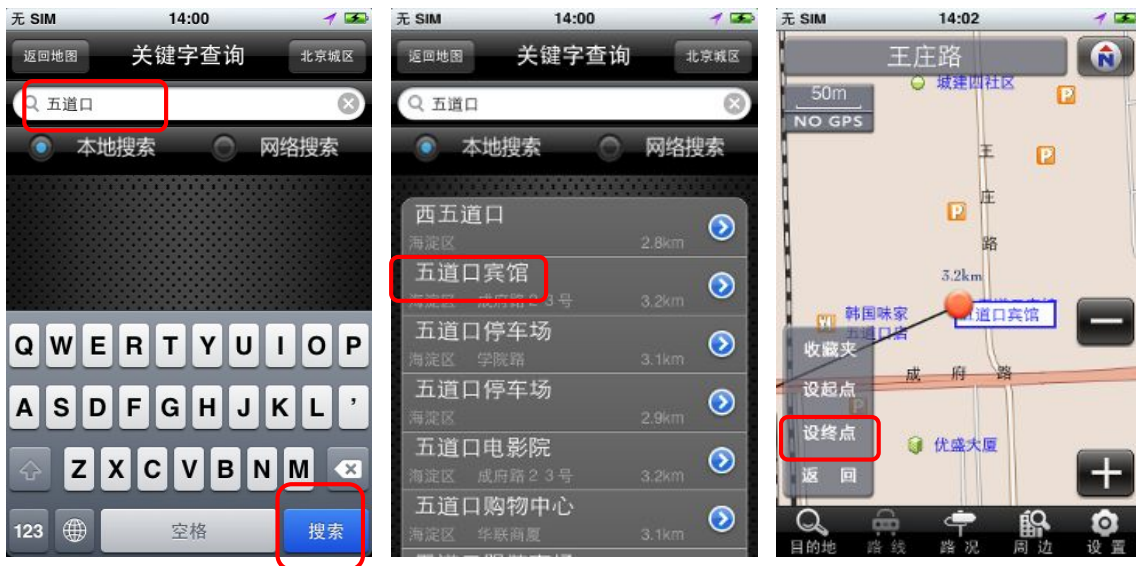 无 SIM 14:00
返回地图 关键字查询 北京城区
五道口
本地搜索 网络搜索
Q W E R T Y U I O P
A S D F G H J K L ’
Z X C V B N M
123 空格 搜索
无 SIM 14:00
返回地图 关键字查询 北京城区
五道口
本地搜索 网络搜索
西五道口
海淀区 2.8km
五道口宾馆
海淀区 成府路23号 3.2km
五道口停车场
海淀区 学院路 3.1km
五道口停车场
海淀区 2.9km
五道口电影院
海淀区 成府路23号 3.2km
五道口购物中心
海淀区 华联商厦 3.1km
无 SIM 14:02
王庄路
N
50m
NO GPS
城建四社区
P
P
P
王
庄
路
3.2km
五道口宾馆
韩国味家
五道口店
收藏夹
成 府 路
设起点
设终点
优盛大厦
返 回
目的地 路线 路况 周边 设置